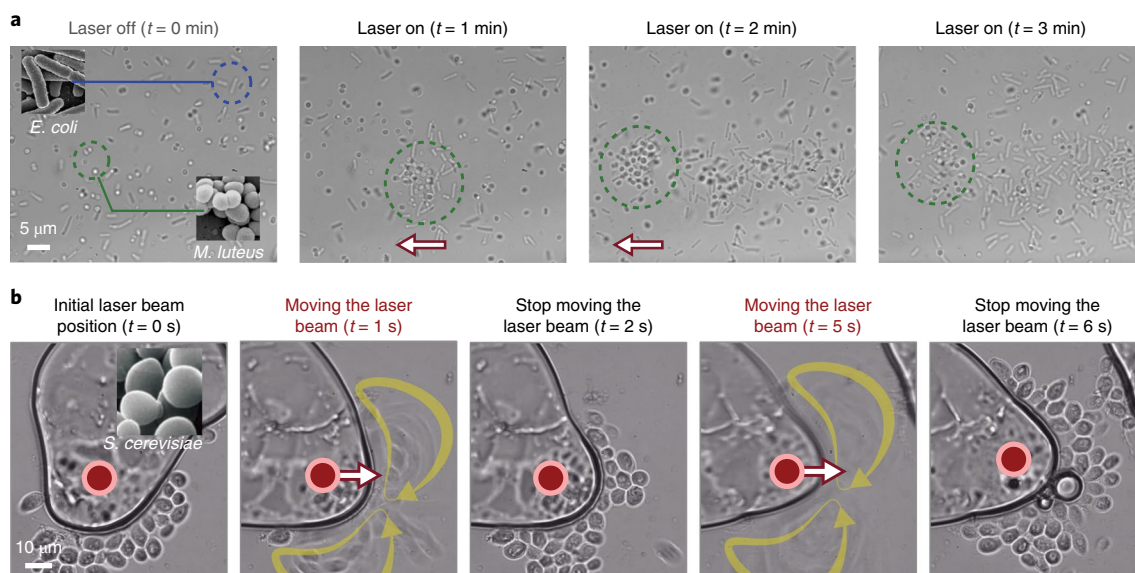 a
Laser off (t = 0 min)
Laser on (t = 1 min)
Laser on (t = 2 min)
Laser on (t = 3 min)
E. coli
M. luteus
5 μm
b
Initial laser beam
position (t = 0 s)
Moving the laser
beam (t = 1 s)
Stop moving the
laser beam (t = 2 s)
Moving the laser
beam (t = 5 s)
Stop moving the
laser beam (t = 6 s)
S. cerevisiae
10 μm